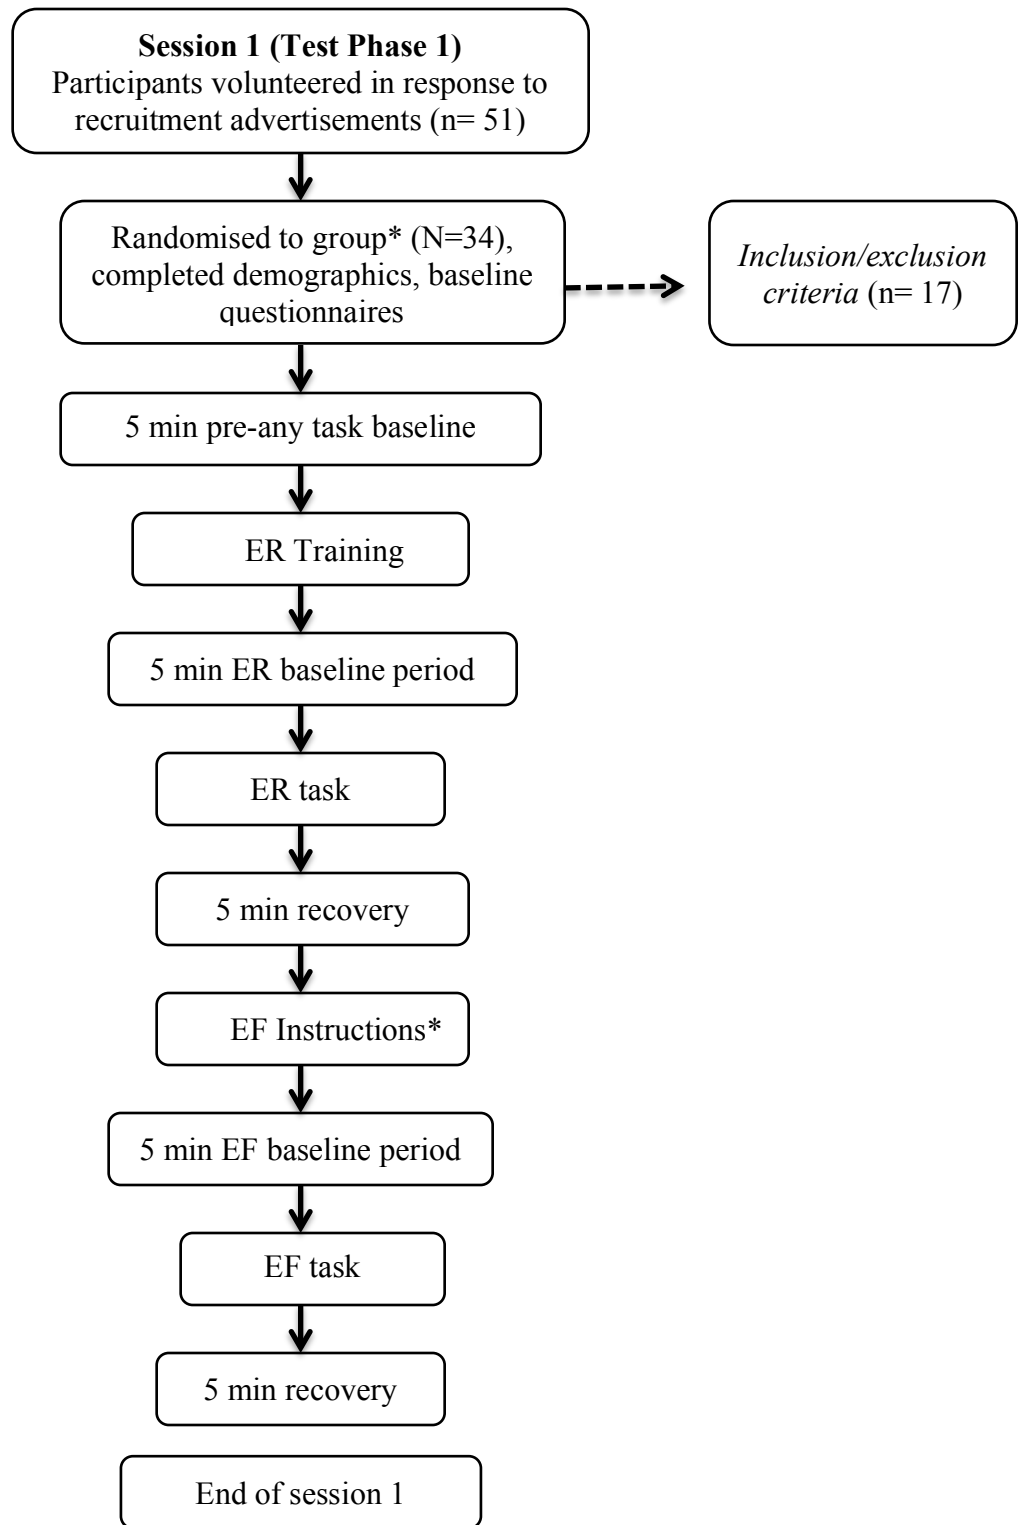 Session 1 (Test Phase 1)
Participants volunteered in response to
recruitment advertisements (n= 51)
Randomised to group* (N=34),
completed demographics, baseline
questionnaires
Inclusion/exclusion
criteria (n= 17)
5 min pre-any task baseline
ER Training
5 min ER baseline period
ER task
5 min recovery
EF Instructions*
5 min EF baseline period
EF task
5 min recovery
End of session 1